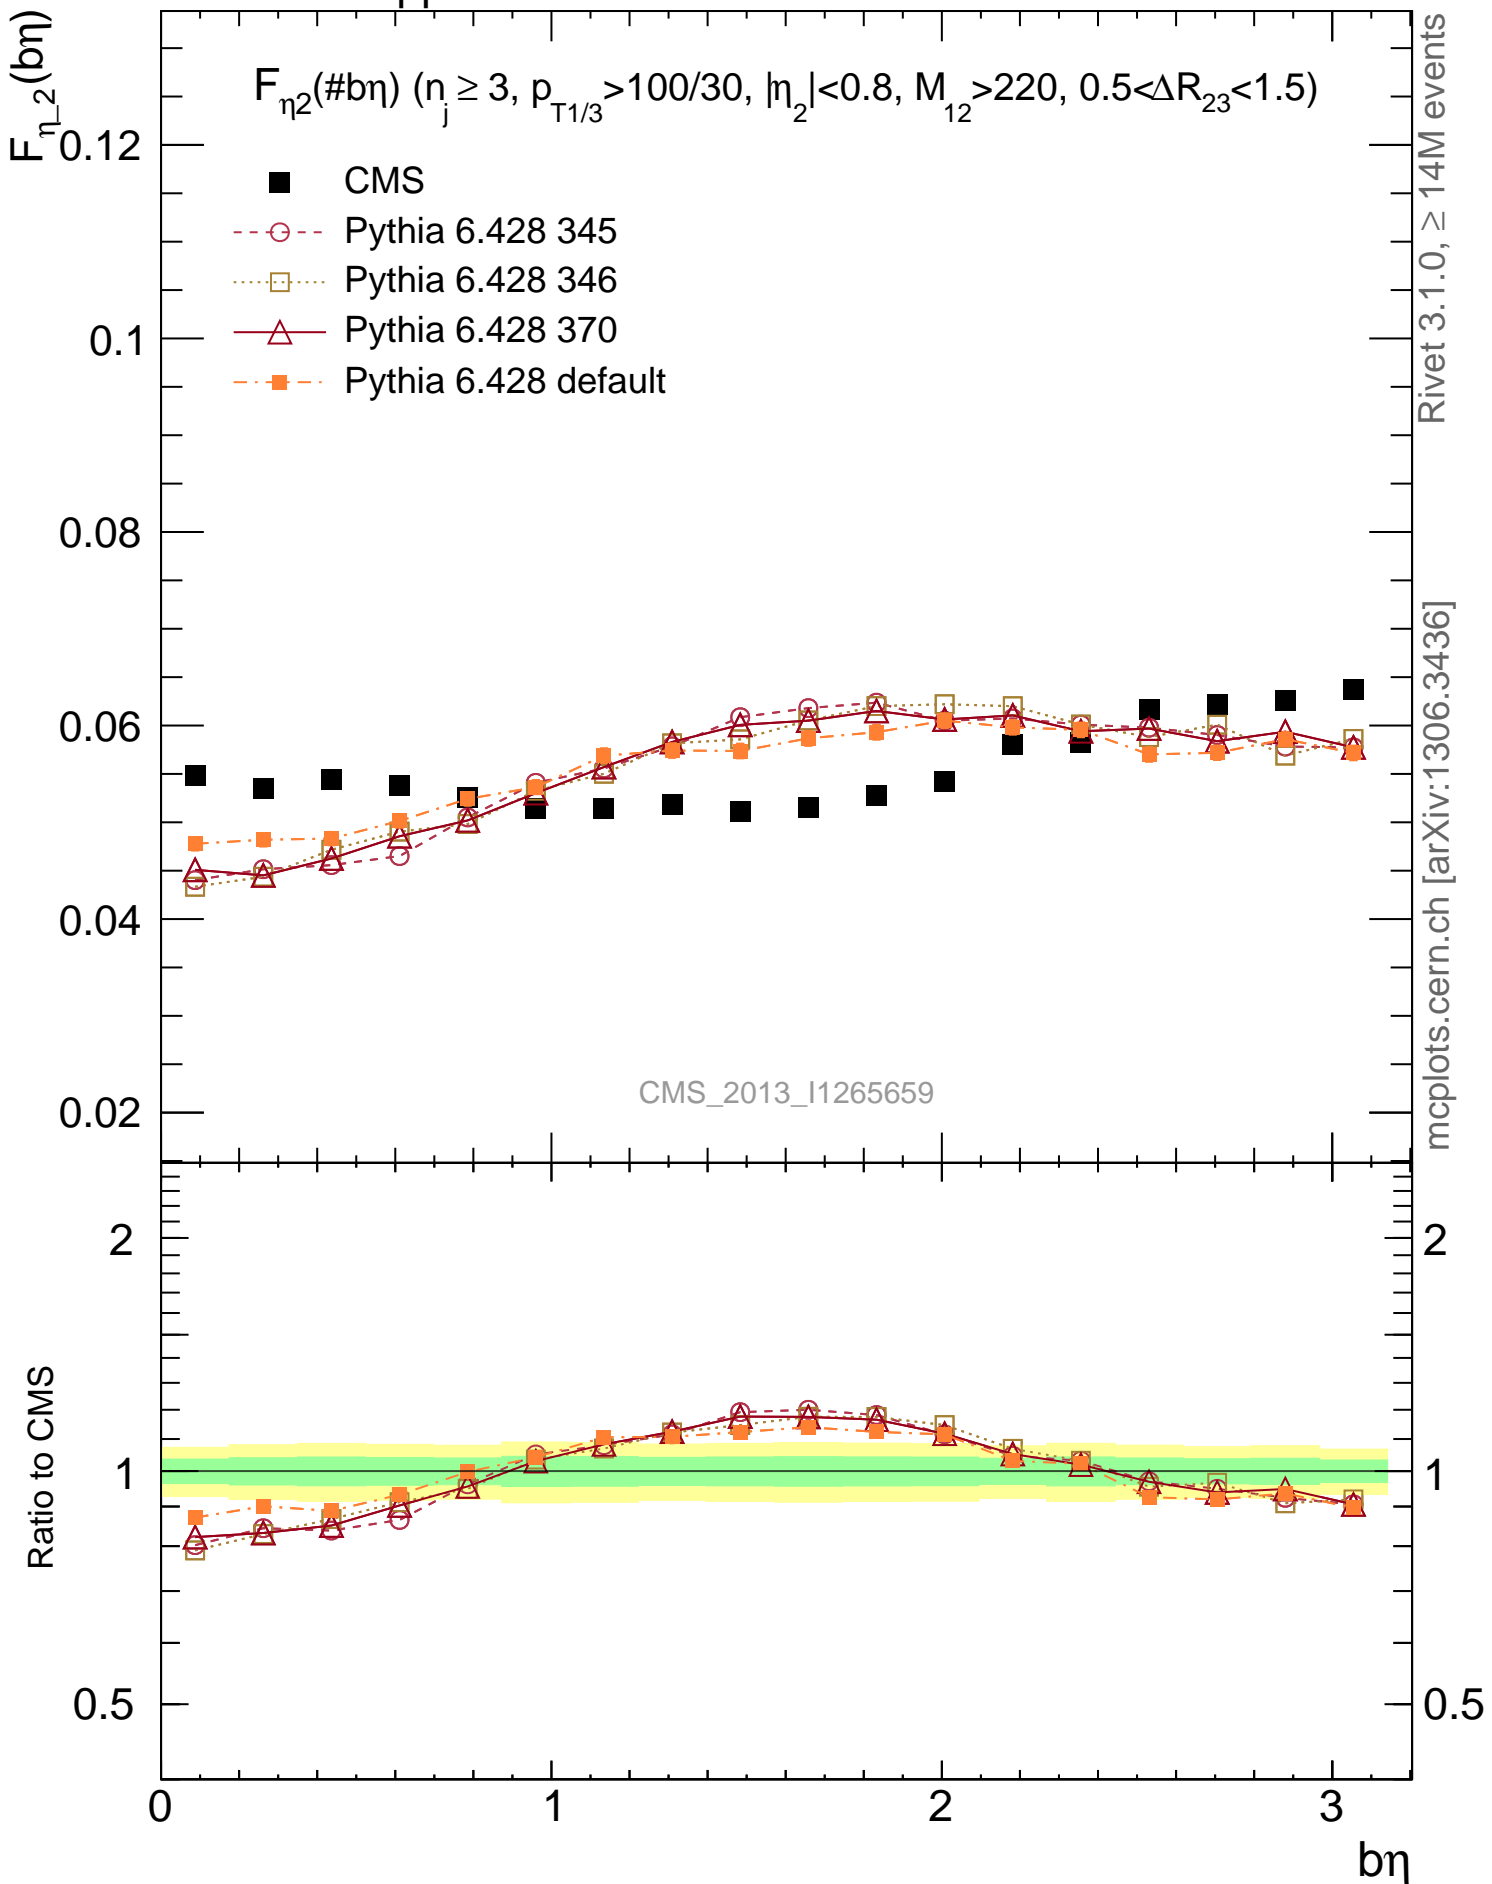 pp
F_η_2(bη)
F_η2(#bη) (n_j ≥ 3, p_T1/3>100/30, |η_2|<0.8, M_12>220, 0.5<ΔR_23<1.5)
CMS
Pythia 6.428 345
Pythia 6.428 346
Pythia 6.428 370
Pythia 6.428 default
0.12
0.1
0.08
0.06
0.04
0.02
CMS_2013_I1265659
Rivet 3.1.0, ≥ 14M events
mcplots.cern.ch [arXiv:1306.3436]
Ratio to CMS
2
1
0.5
2
1
0.5
0
1
2
3
bη